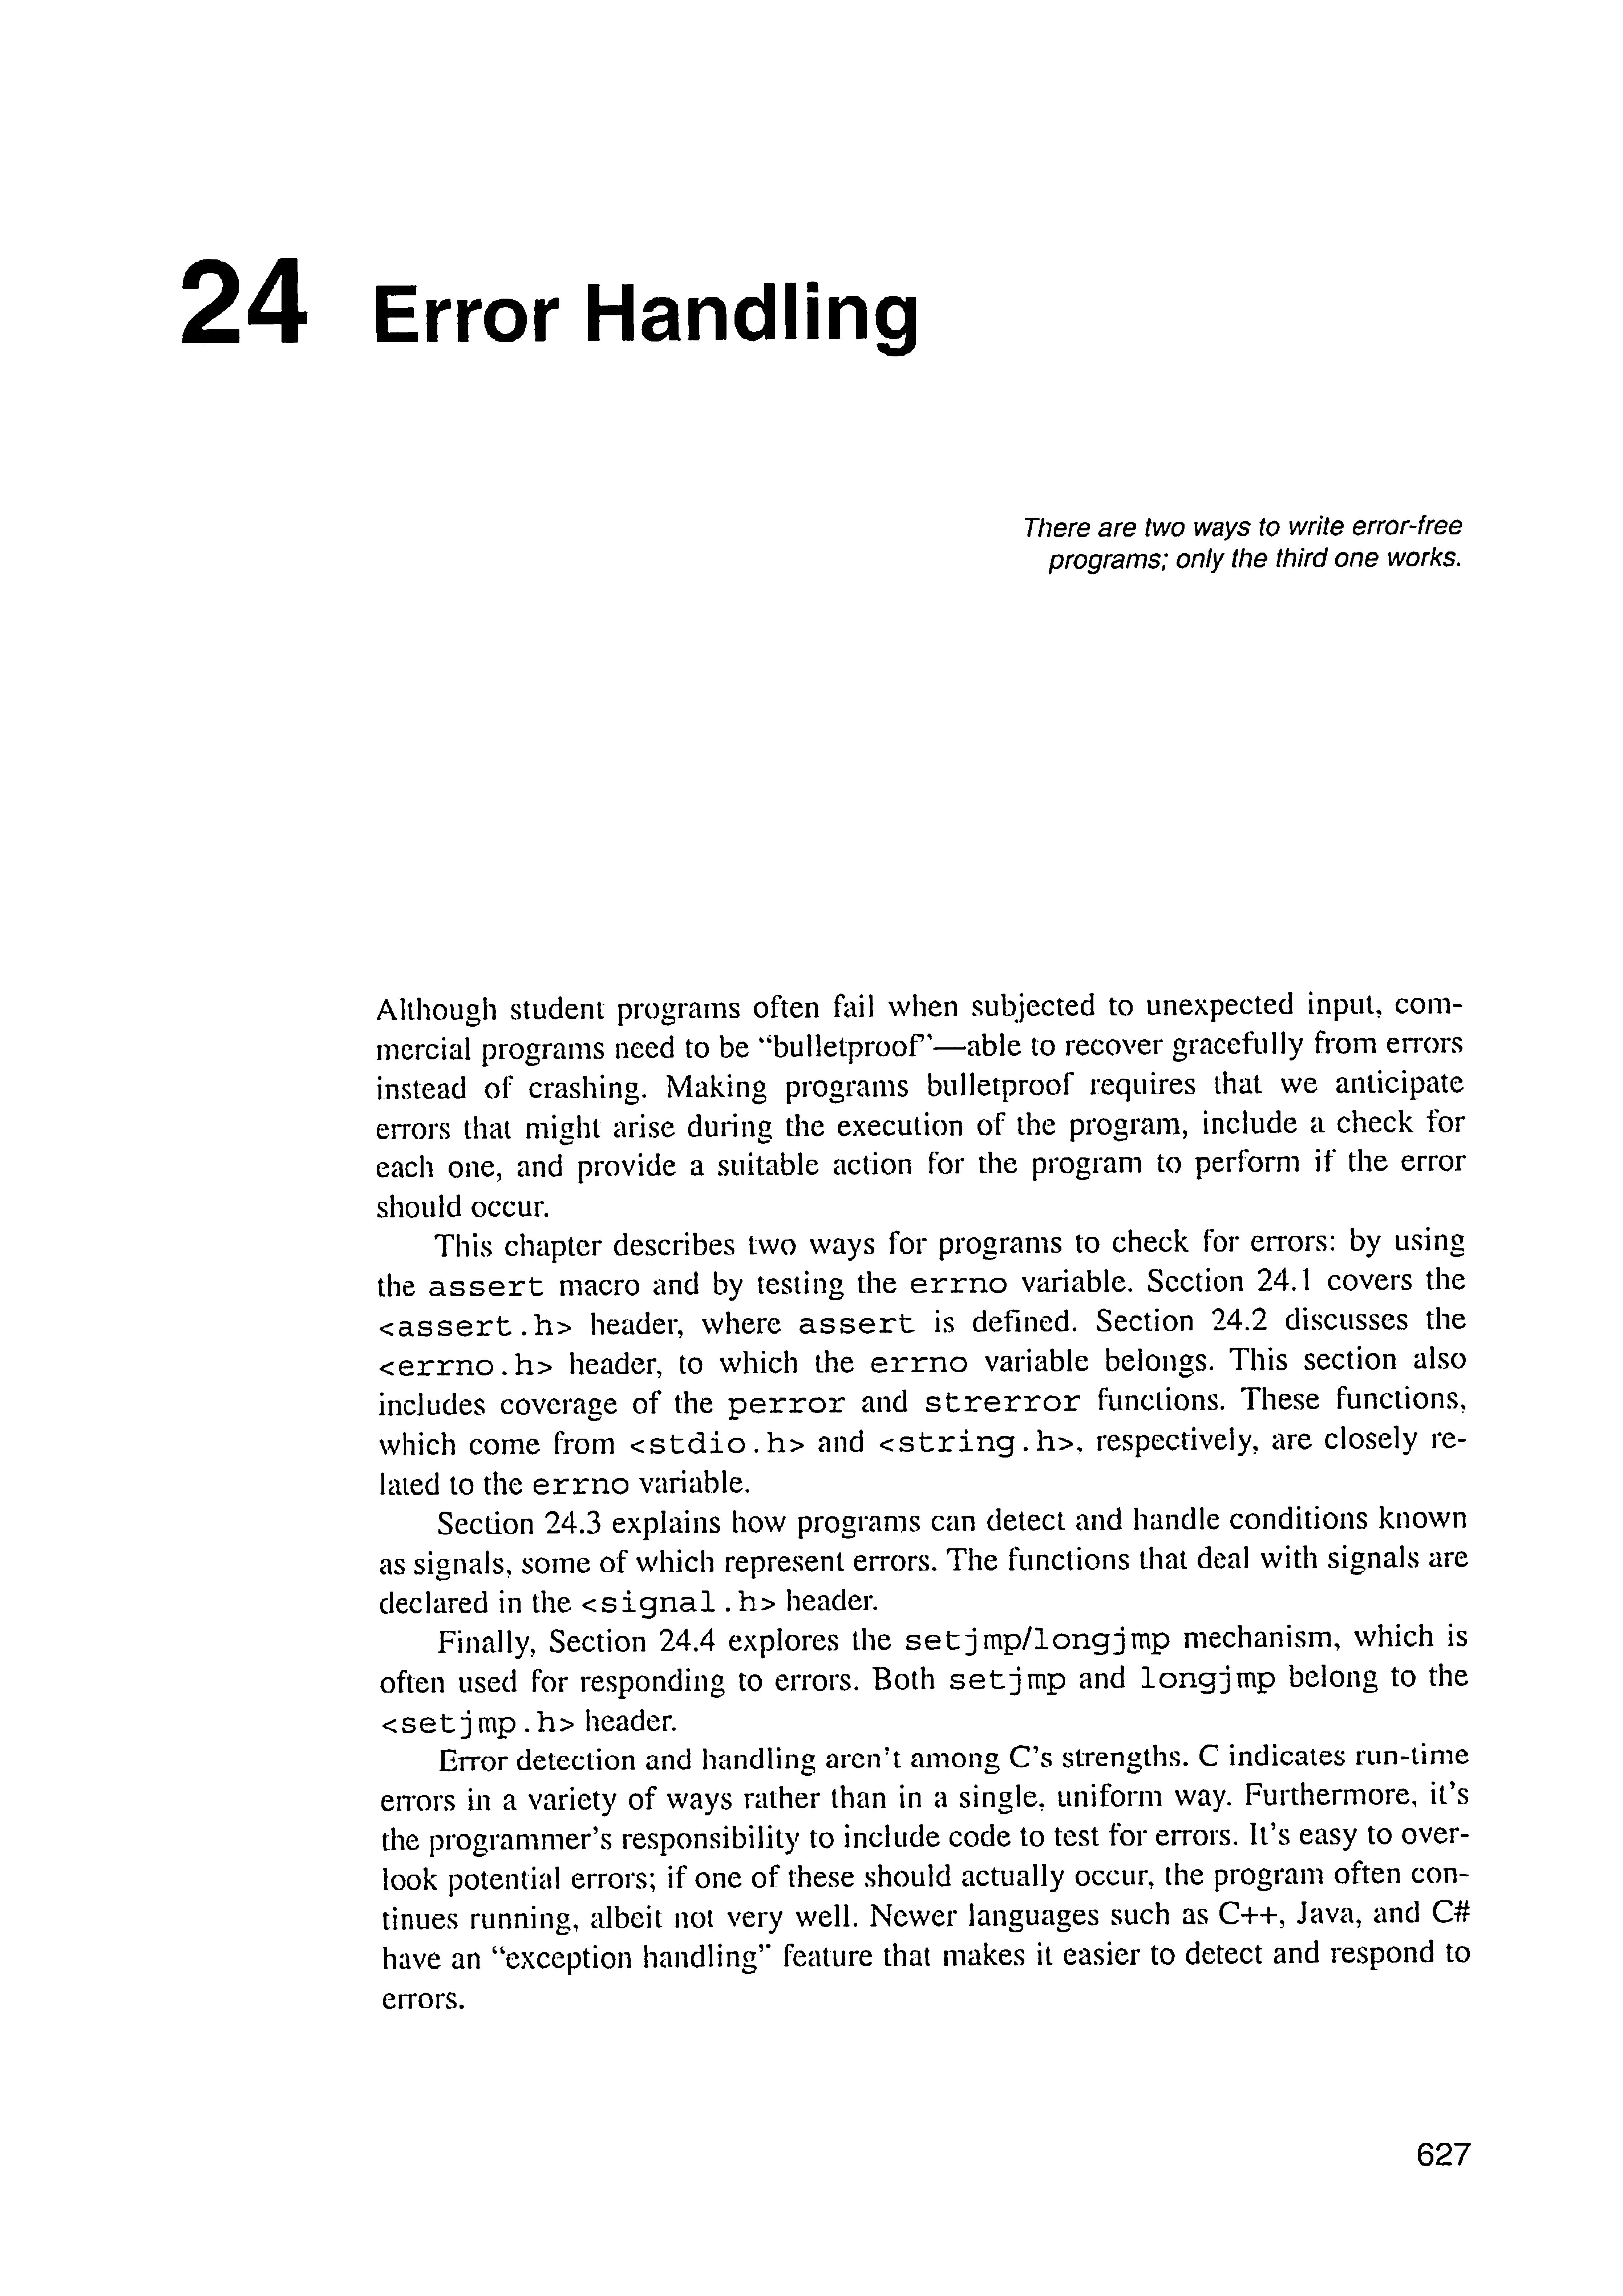 24 Error Handling
There are two ways to write error-free
programs; only the third one works.
Although student programs often fail when subjected to unexpected input, com-
mercial programs need to be “bulletproof”—able to recover gracefully from errors
instead of crashing. Making programs bulletproof requires that we anticipate
errors that might arise during the execution of the program, include a check for
each one, and provide a suitable action for the program to perform if the error
should occur.
This chapter describes two ways for programs to check for errors: by using
the assert macro and by testing the errno variable. Section 24.1 covers the
<assert.h> header, where assert is defined. Section 24.2 discusses the
<errno.h> header, to which the errno variable belongs. This section also
includes coverage of the perror and strerror functions. These functions,
which come from <stdio.h> and <string.h>, respectively, are closely re-
lated to the errno variable.
Section 24.3 explains how programs can detect and handle conditions known
as signals, some of which represent errors. The functions that deal with signals are
declared in the <signal.h> header.
Finally, Section 24.4 explores the setjmp/longjmp mechanism, which is
often used for responding to errors. Both setjmp and longjmp belong to the
<setjmp.h> header.
Error detection and handling aren’t among C’s strengths. C indicates run-time
errors in a variety of ways rather than in a single, uniform way. Furthermore, it’s
the programmer’s responsibility to include code to test for errors. It’s easy to over-
look potential errors; if one of these should actually occur, the program often con-
tinues running, albeit not very well. Newer languages such as C++, Java, and C#
have an “exception handling” feature that makes it easier to detect and respond to
errors.
627